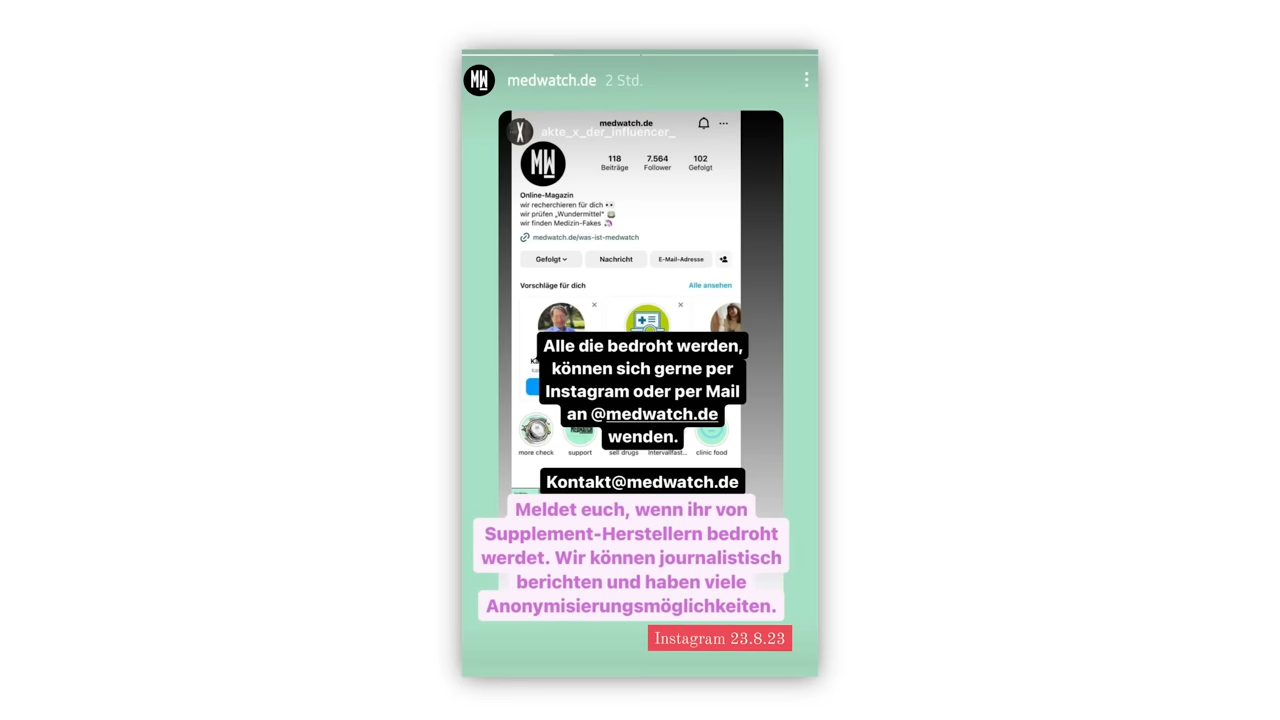 MW
medwatch.de 2 Std.
medwatch.de
X akte_x_der_influencer_
MW
118 7.564 102
Beiträge Follower Gefolgt
Online-Magazin
wir recherchieren für dich 👀
wir prüfen „Wundermittel“
wir finden Medizin-Fakes 🦄
medwatch.de/was-ist-medwatch
Gefolgt Nachricht E-Mail-Adresse
Vorschläge für dich Alle ansehen
Alle die bedroht werden,
können sich gerne per
Instagram oder per Mail
an @medwatch.de
wenden.
more check support sell drugs Intervallfast... clinic food
Kontakt@medwatch.de
Meldet euch, wenn ihr von
Supplement-Herstellern bedroht
werdet. Wir können journalistisch
berichten und haben viele
Anonymisierungsmöglichkeiten.
Instagram 23.8.23